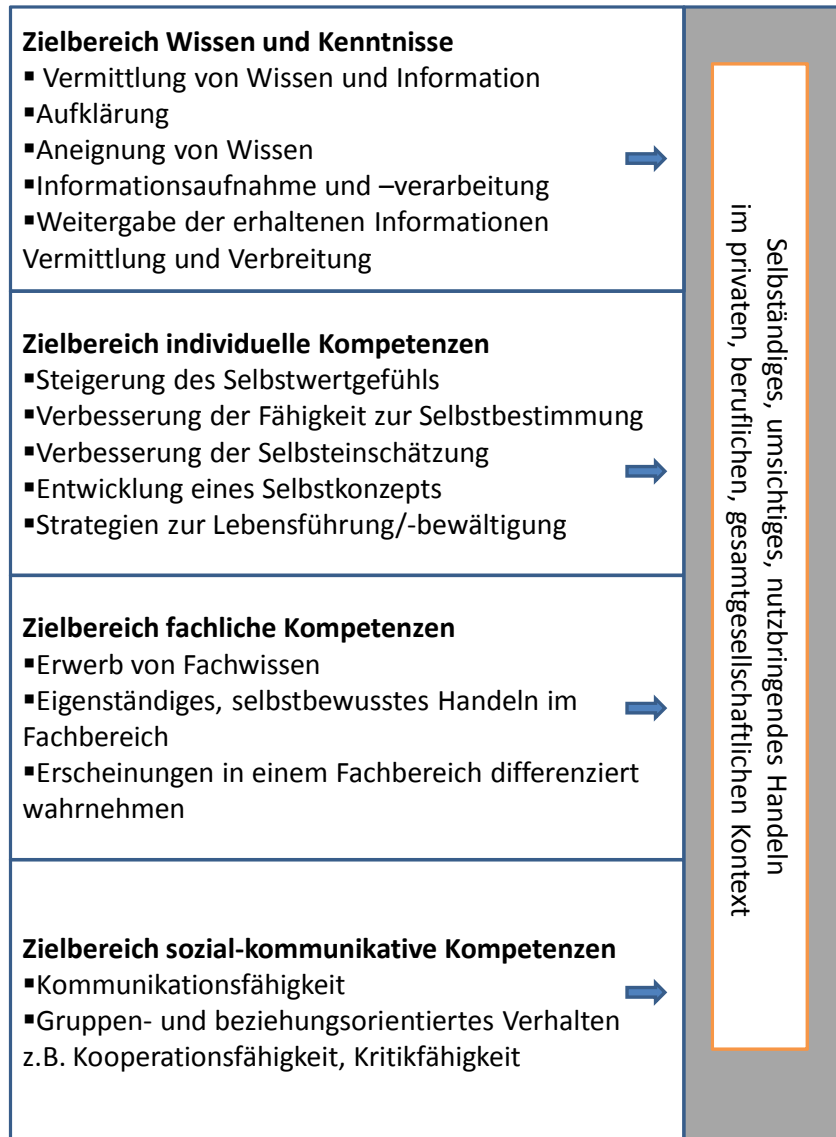 Zielbereich Wissen und Kenntnisse
▪ Vermittlung von Wissen und Information
▪Aufklärung
▪Aneignung von Wissen
▪Informationsaufnahme und –verarbeitung
▪Weitergabe der erhaltenen Informationen
Vermittlung und Verbreitung
Zielbereich individuelle Kompetenzen
▪Steigerung des Selbstwertgefühls
▪Verbesserung der Fähigkeit zur Selbstbestimmung
▪Verbesserung der Selbsteinschätzung
▪Entwicklung eines Selbstkonzepts
▪Strategien zur Lebensführung/-bewältigung
Zielbereich fachliche Kompetenzen
▪Erwerb von Fachwissen
▪Eigenständiges, selbstbewusstes Handeln im
Fachbereich
▪Erscheinungen in einem Fachbereich differenziert
wahrnehmen
Zielbereich sozial-kommunikative Kompetenzen
▪Kommunikationsfähigkeit
▪Gruppen- und beziehungsorientiertes Verhalten
z.B. Kooperationsfähigkeit, Kritikfähigkeit
Selbständiges, umsichtiges, nutzbringendes Handeln
im privaten, beruflichen, gesamtgesellschaftlichen Kontext